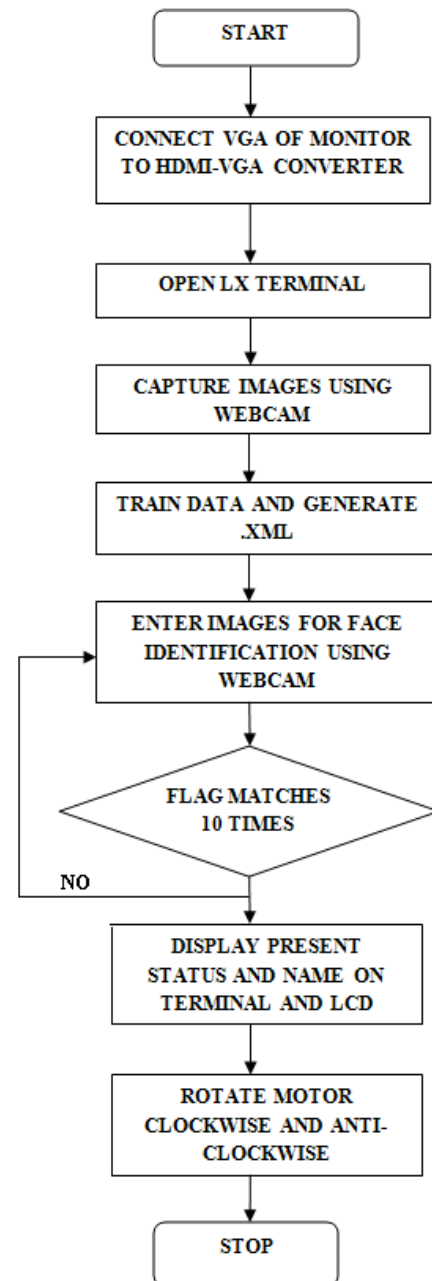 START
CONNECT VGA OF MONITOR
TO HDMI-VGA CONVERTER
OPEN LX TERMINAL
CAPTURE IMAGES USING
WEBCAM
TRAIN DATA AND GENERATE
.XML
ENTER IMAGES FOR FACE
IDENTIFICATION USING
WEBCAM
FLAG MATCHES
10 TIMES
NO
DISPLAY PRESENT
STATUS AND NAME ON
TERMINAL AND LCD
ROTATE MOTOR
CLOCKWISE AND ANTI-
CLOCKWISE
STOP